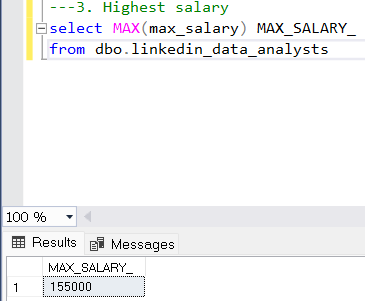 ---3. Highest salary
select MAX(max_salary) MAX_SALARY_
from dbo.linkedin_data_analysts
100 %
Results Messages
MAX_SALARY_
1 155000